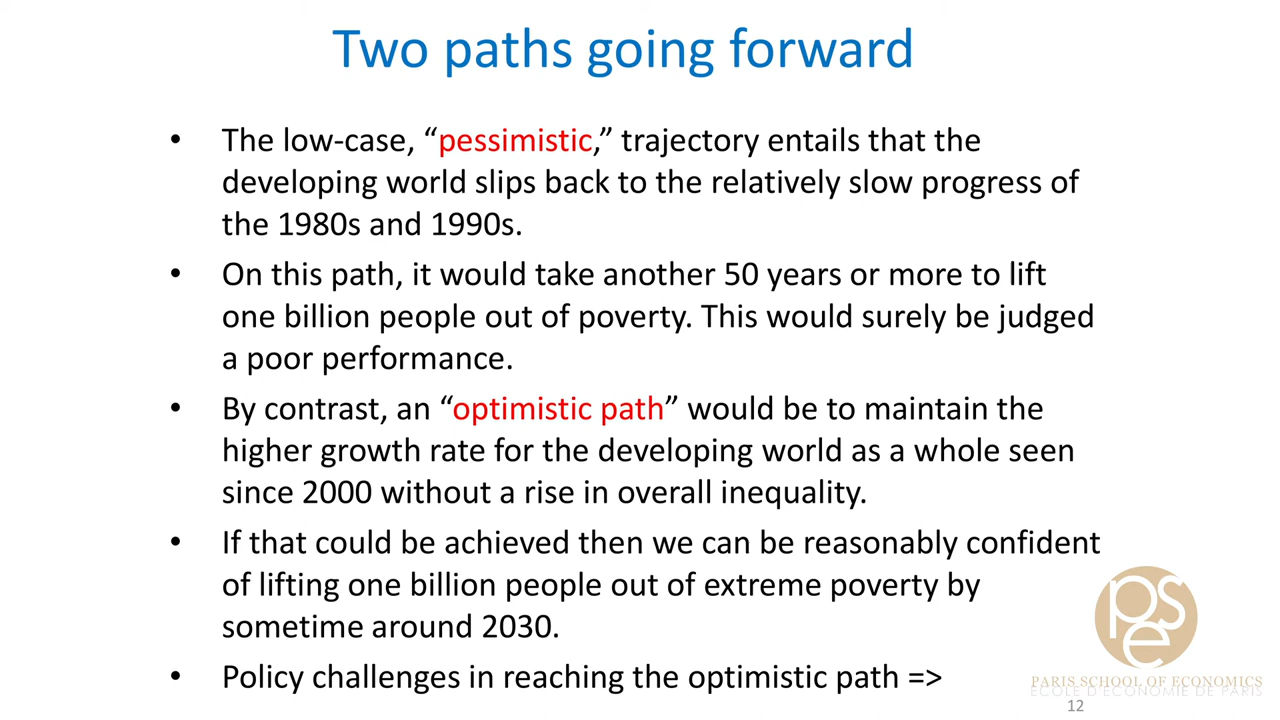 Two paths going forward
• The low-case, “pessimistic,” trajectory entails that the
developing world slips back to the relatively slow progress of
the 1980s and 1990s.
• On this path, it would take another 50 years or more to lift
one billion people out of poverty. This would surely be judged
a poor performance.
• By contrast, an “optimistic path” would be to maintain the
higher growth rate for the developing world as a whole seen
since 2000 without a rise in overall inequality.
• If that could be achieved then we can be reasonably confident
of lifting one billion people out of extreme poverty by
sometime around 2030.
• Policy challenges in reaching the optimistic path =>
pse
PARIS SCHOOL OF ECONOMICS
ECOLE D'ECONOMIE DE PARIS
12